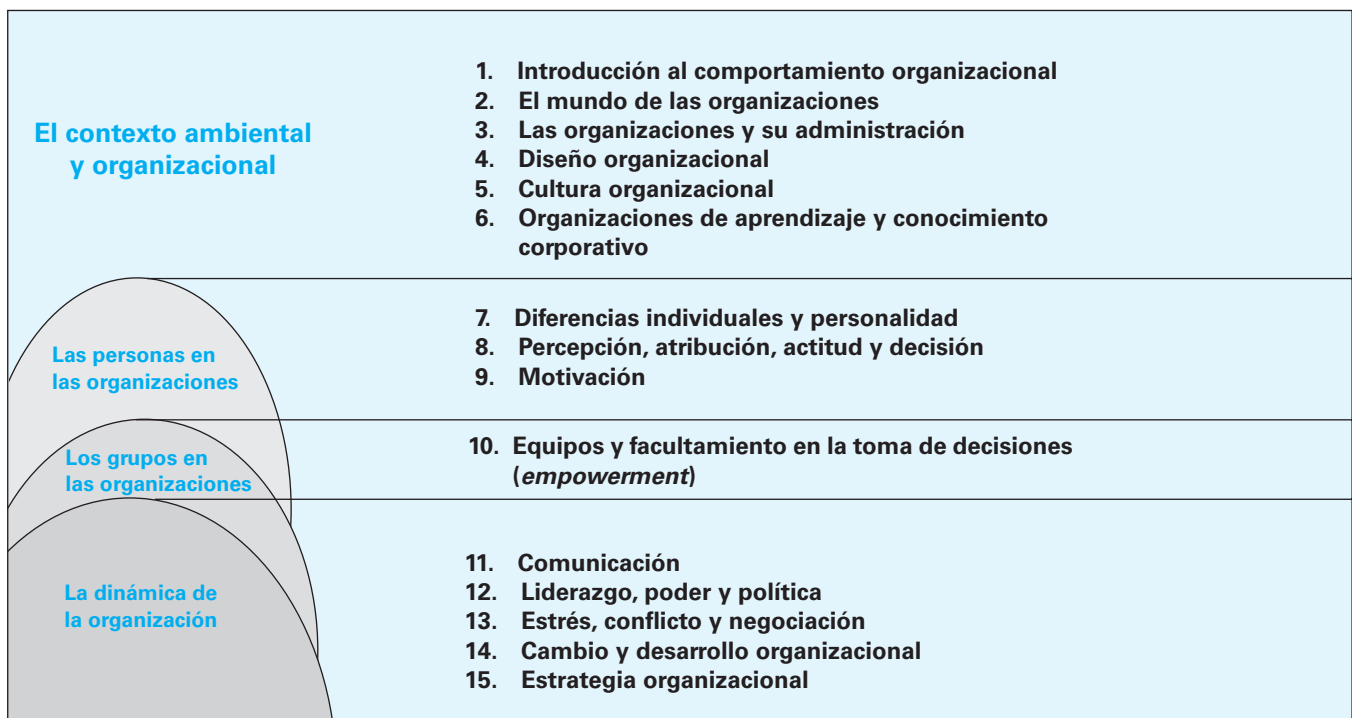 El contexto ambiental
y organizacional
1. Introducción al comportamiento organizacional
2. El mundo de las organizaciones
3. Las organizaciones y su administración
4. Diseño organizacional
5. Cultura organizacional
6. Organizaciones de aprendizaje y conocimiento
corporativo
Las personas en
las organizaciones
7. Diferencias individuales y personalidad
8. Percepción, atribución, actitud y decisión
9. Motivación
Los grupos en
las organizaciones
10. Equipos y facultamiento en la toma de decisiones
(empowerment)
La dinámica de
la organización
11. Comunicación
12. Liderazgo, poder y política
13. Estrés, conflicto y negociación
14. Cambio y desarrollo organizacional
15. Estrategia organizacional